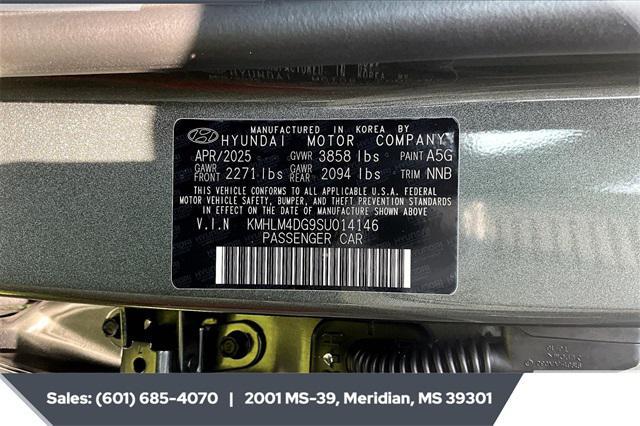 MANUFACTURED IN KOREA BY
HYUNDAI MOTOR COMPANY
APR/2025 GVWR 3858 lbs PAINT A5G
GAWR FRONT 2271 lbs GAWR REAR 2094 lbs TRIM NNB
THIS VEHICLE CONFORMS TO ALL APPLICABLE U.S.A. FEDERAL
MOTOR VEHICLE SAFETY, BUMPER, AND THEFT PREVENTION
STANDARDS IN EFFECT ON THE DATE OF MANUFACTURE SHOWN ABOVE.
V.I.N KMHLM4DG9SU014146
PASSENGER CAR
Sales: (601) 685-4070 | 2001 MS-39, Meridian, MS 39301